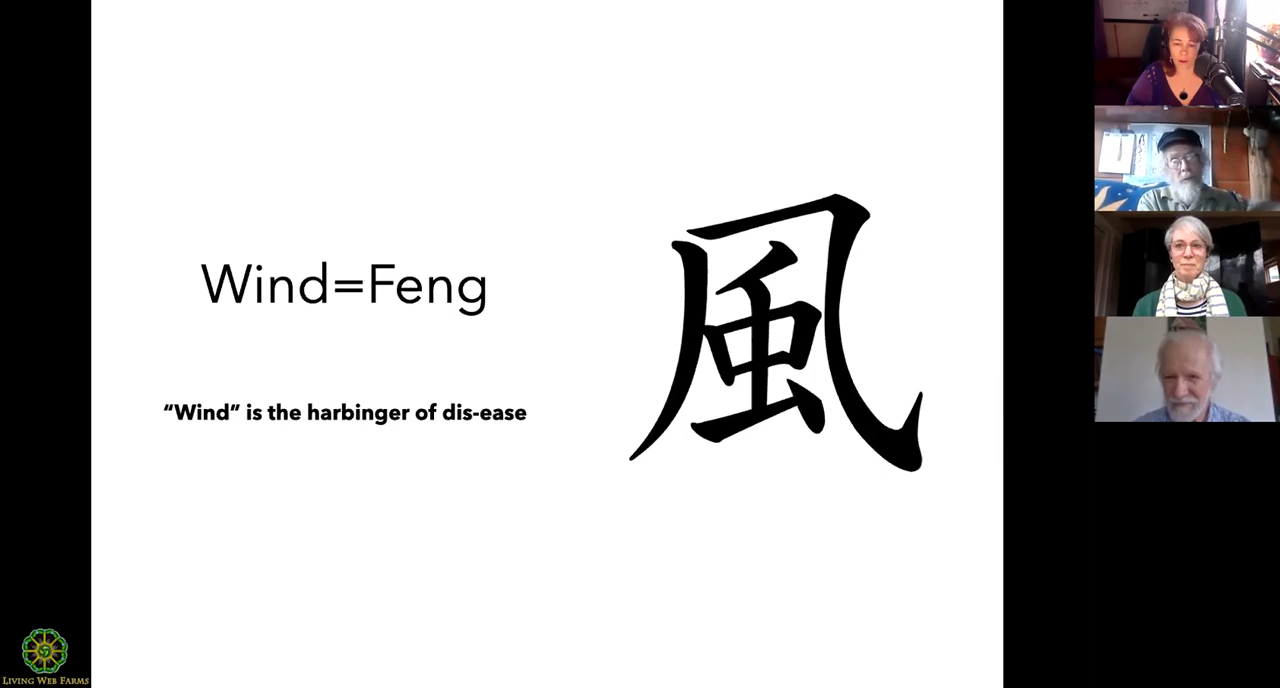 Wind=Feng
“Wind” is the harbinger of dis-ease
風
LIVING WEB FARMS